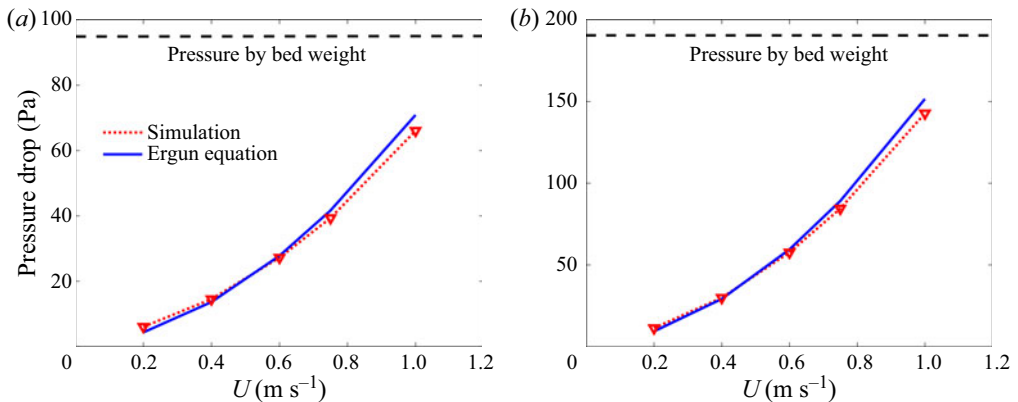 (a)
100
80
60
40
20
0
0.2
0.4
0.6
0.8
1.0
1.2
Pressure drop (Pa)
U (m s⁻¹)
Pressure by bed weight
Simulation
Ergun equation
(b)
200
150
100
50
0
0.2
0.4
0.6
0.8
1.0
1.2
U (m s⁻¹)
Pressure by bed weight